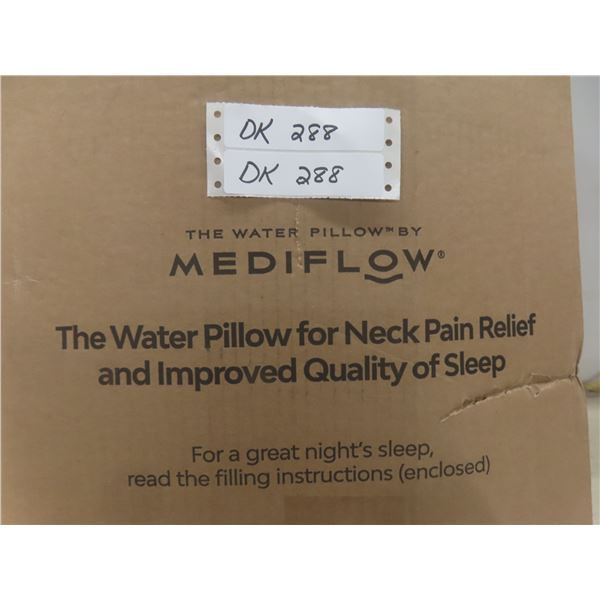 DK 288
DK 288
THE WATER PILLOW™ BY
MEDIFLOW®
The Water Pillow for Neck Pain Relief
and Improved Quality of Sleep
For a great night's sleep,
read the filling instructions (enclosed)